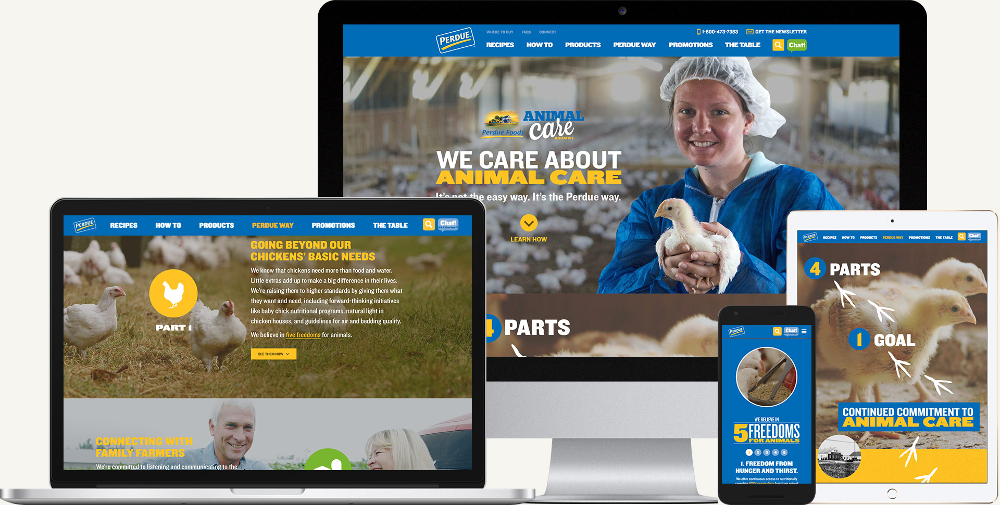 PERDUE
WHERE TO BUY FAQS CONNECT
1-800-473-7383 GET THE NEWSLETTER
RECIPES HOW TO PRODUCTS PERDUE WAY PROMOTIONS THE TABLE Chat!
Perdue Foods
ANIMAL
care
INITIATIVE
WE CARE ABOUT
ANIMAL CARE
It's not the easy way. It's the Perdue way.
LEARN HOW
4 PARTS
PERDUE RECIPES HOW TO PRODUCTS PERDUE WAY PROMOTIONS THE TABLE Chat!
GOING BEYOND OUR
CHICKENS' BASIC NEEDS
We know that chickens need more than food and water.
Little extras add up to make a big difference in their lives.
We're raising them to higher standards by giving them what
they want and need, including forward-thinking initiatives
like baby chick nutritional programs, natural light in
chicken houses, and guidelines for air and bedding quality.
We believe in five freedoms for animals.
SEE THEM NOW
PART 1
CONNECTING WITH
FAMILY FARMERS
We're committed to listening and communicating to the
PERDUE Chat!
WE BELIEVE IN
5 FREEDOMS
FOR ANIMALS
1 2 3 4 5
1. FREEDOM FROM
HUNGER AND THIRST.
We offer continuous access to nutritionally
complete 100% veggie diets free from animal
PERDUE RECIPES HOW TO PRODUCTS PERDUE WAY PROMOTIONS THE TABLE Chat!
4 PARTS
1 GOAL
CONTINUED COMMITMENT TO
ANIMAL CARE